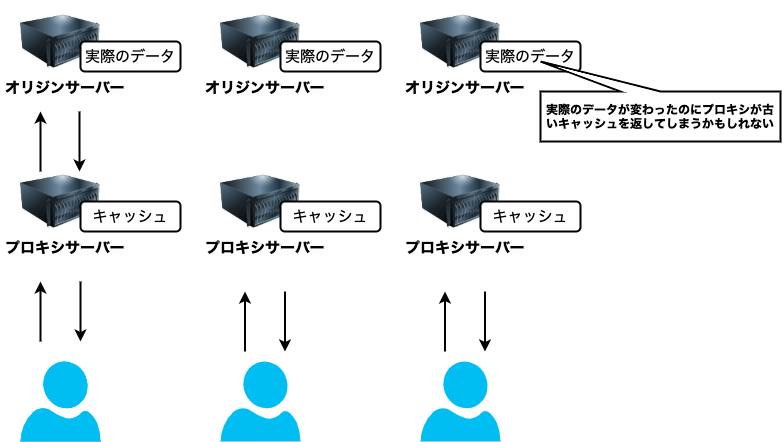 実際のデータ
実際のデータ
実際のデータ
オリジンサーバー
オリジンサーバー
オリジンサーバー
実際のデータが変わったのにプロキシが古
いキャッシュを返してしまうかもしれない
キャッシュ
キャッシュ
キャッシュ
プロキシサーバー
プロキシサーバー
プロキシサーバー